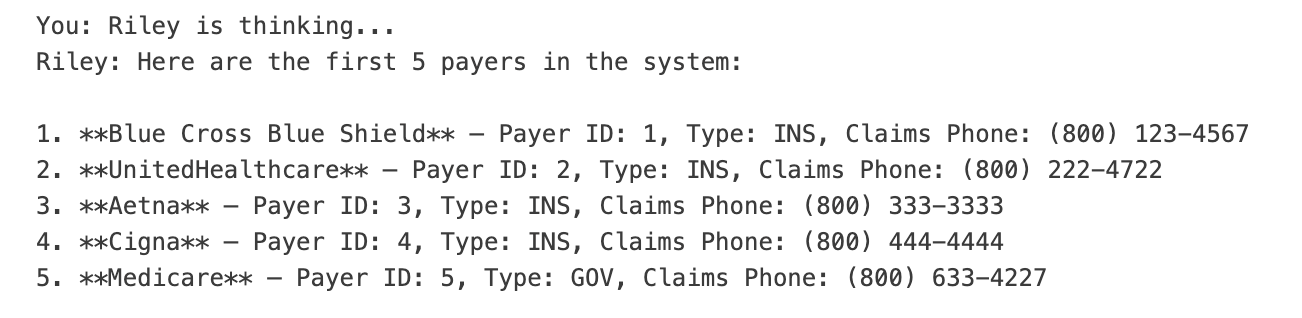 You: Riley is thinking...
Riley: Here are the first 5 payers in the system:

1. **Blue Cross Blue Shield** — Payer ID: 1, Type: INS, Claims Phone: (800) 123-4567
2. **UnitedHealthcare** — Payer ID: 2, Type: INS, Claims Phone: (800) 222-4722
3. **Aetna** — Payer ID: 3, Type: INS, Claims Phone: (800) 333-3333
4. **Cigna** — Payer ID: 4, Type: INS, Claims Phone: (800) 444-4444
5. **Medicare** — Payer ID: 5, Type: GOV, Claims Phone: (800) 633-4227